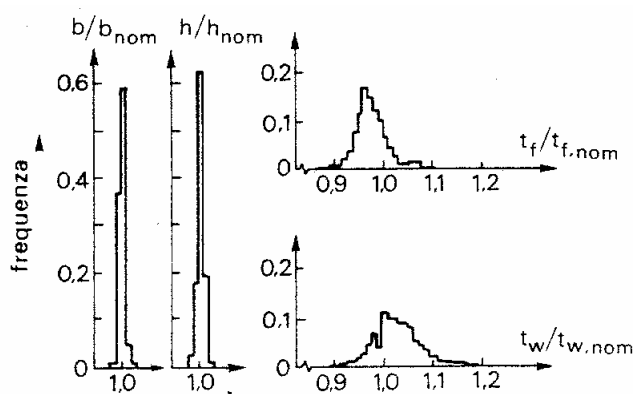 b/b_nom
h/h_nom
frequenza
0,6
0,4
0,2
0
1,0
1,0
0,2
0,1
0
0,9 1,0 1,1 1,2
t_f/t_f,nom
0,2
0,1
0
0,9 1,0 1,1 1,2
t_w/t_w,nom